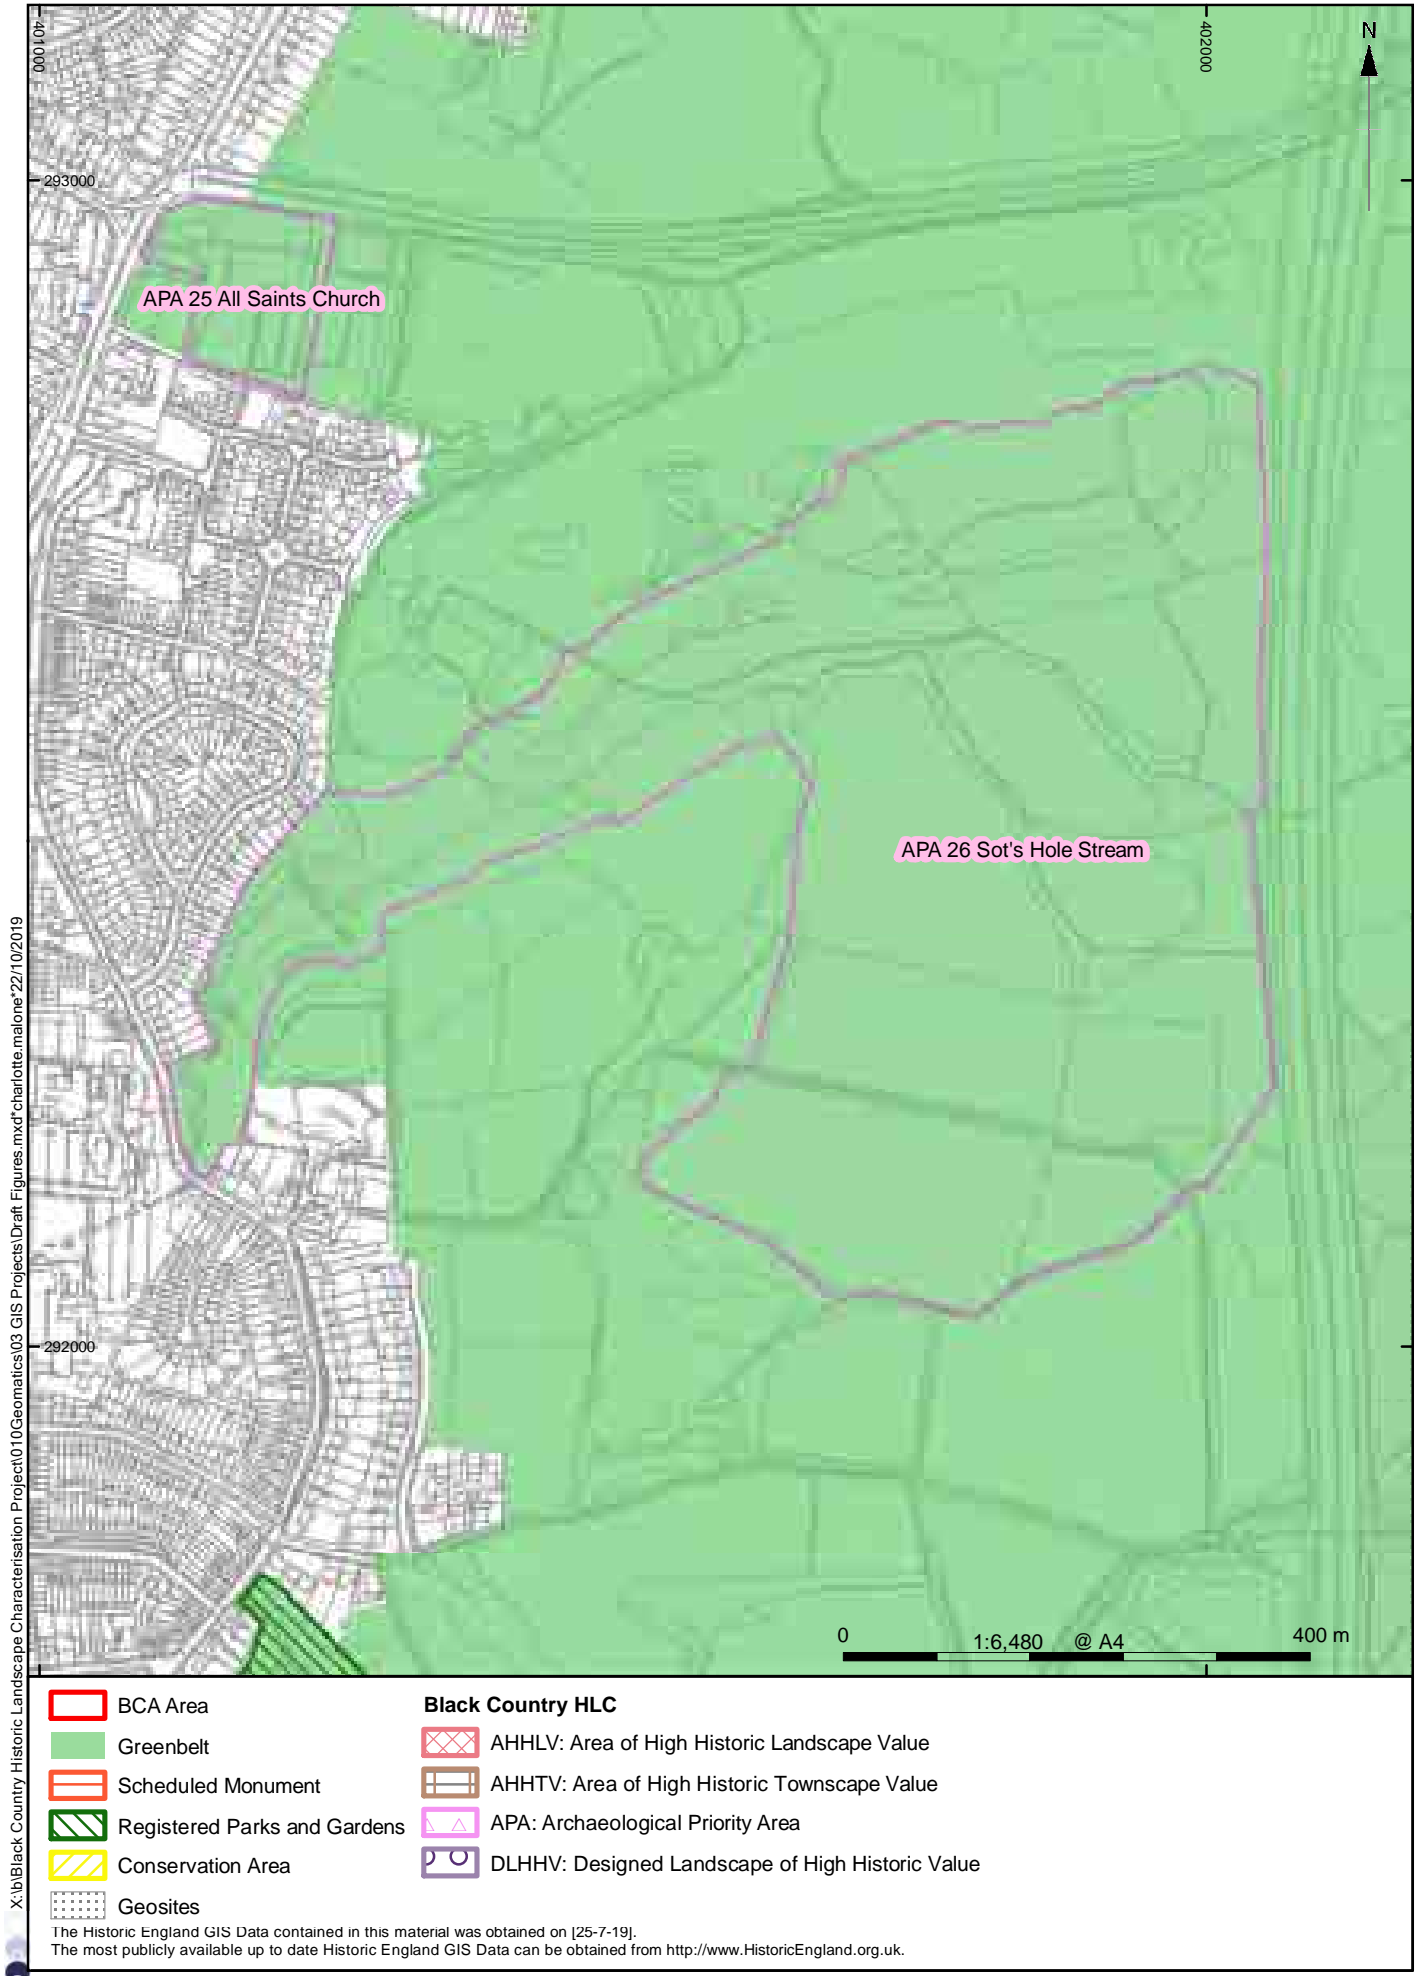 401000
402000
N
293000
APA 25 All Saints Church
APA 26 Sot's Hole Stream
292000
0
1:6,480 @ A4
400 m
X:\b\Black Country Historic Landscape Characterisation Project\010Geomatics\03 GIS Projects\Draft Figures.mxd*charlotte.malone*22/10/2019
BCA Area
Greenbelt
Scheduled Monument
Registered Parks and Gardens
Conservation Area
Geosites
Black Country HLC
AHHLV: Area of High Historic Landscape Value
AHHTV: Area of High Historic Townscape Value
APA: Archaeological Priority Area
DLHHV: Designed Landscape of High Historic Value
The Historic England GIS Data contained in this material was obtained on [25-7-19].
The most publicly available up to date Historic England GIS Data can be obtained from http://www.HistoricEngland.org.uk.